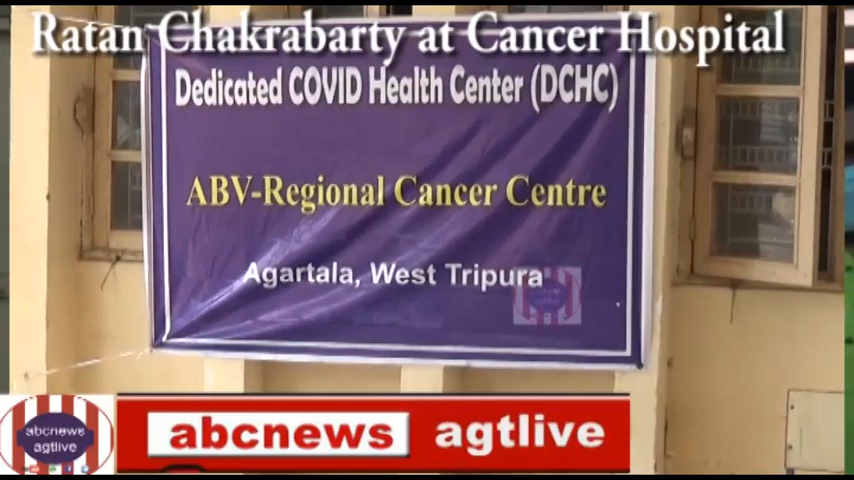 Ratan Chakrabarty at Cancer Hospital
Dedicated COVID Health Center (DCHC)
ABV-Regional Cancer Centre
Agartala, West Tripura
abcnews
agtlive
abcnews agtlive